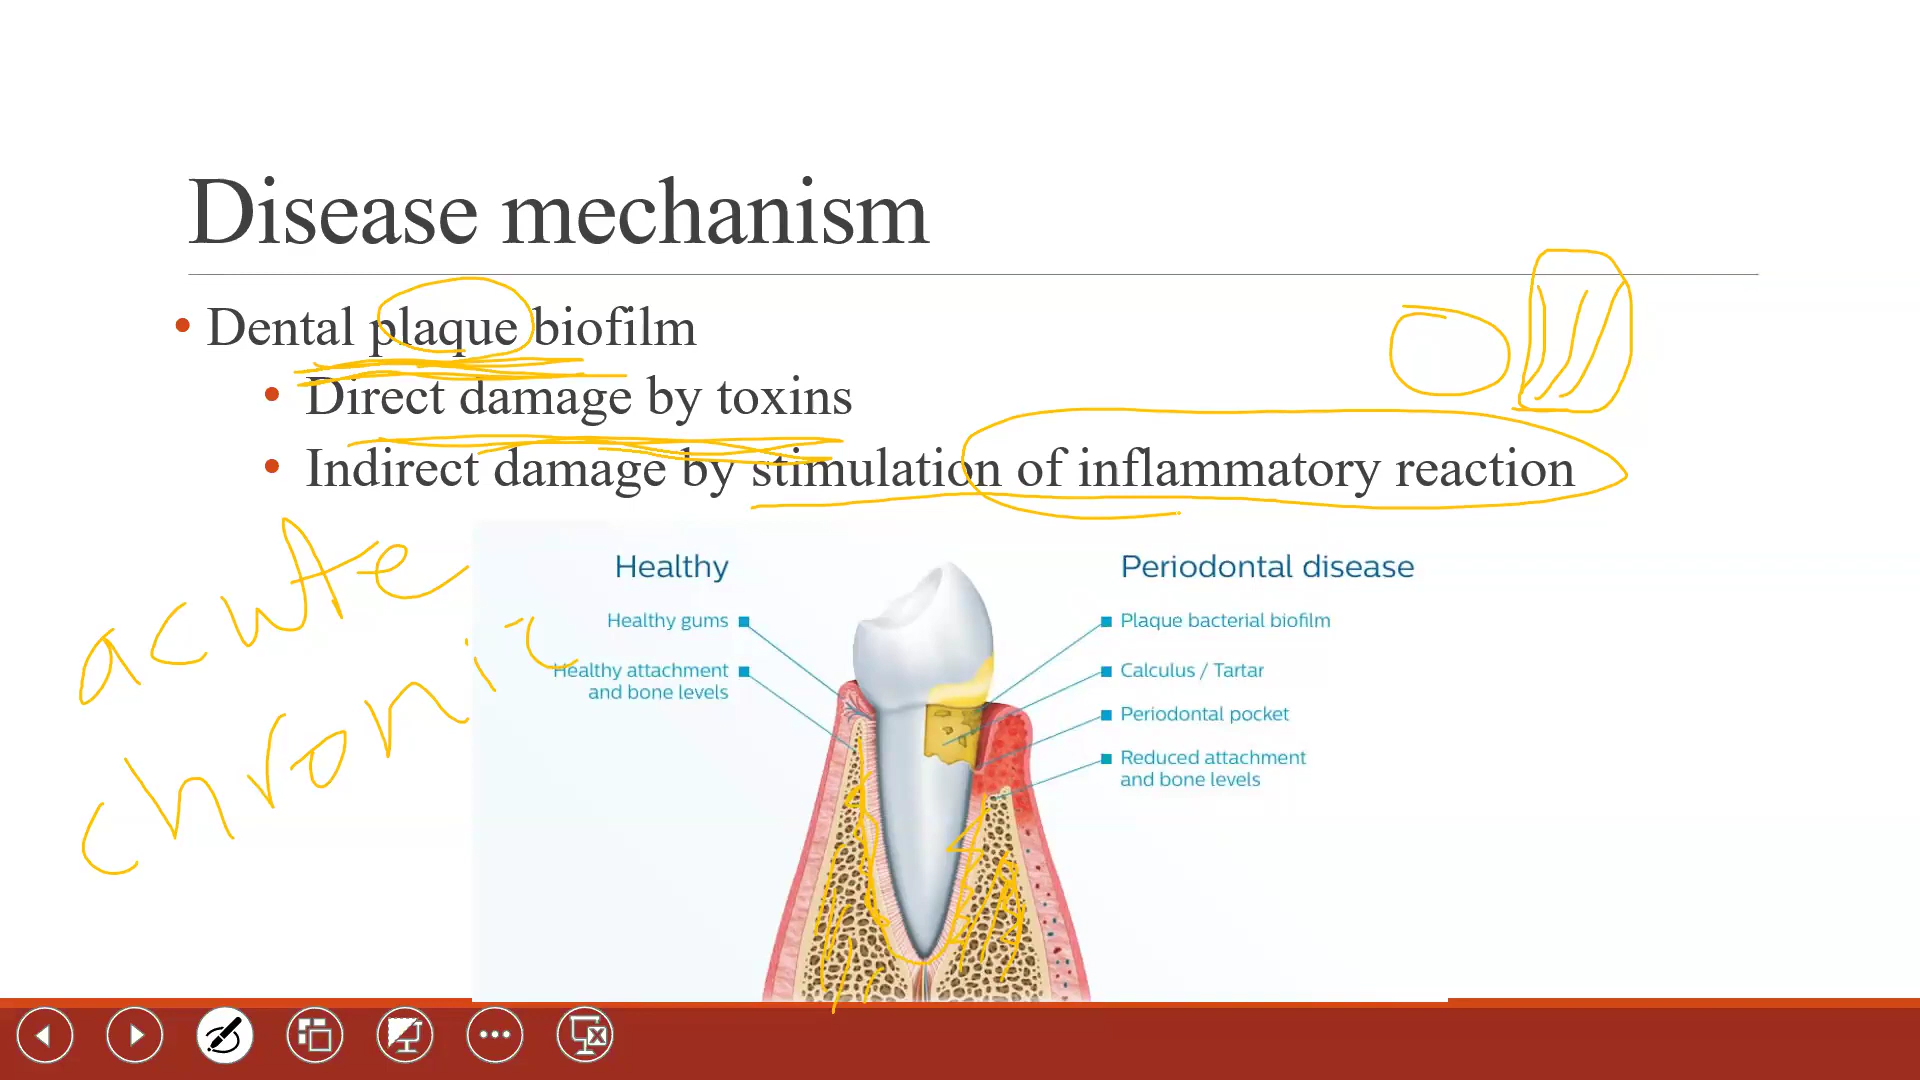 Disease mechanism
• Dental plaque biofilm
• Direct damage by toxins
• Indirect damage by stimulation of inflammatory reaction
acute
chronic
Healthy
Healthy gums
Healthy attachment
and bone levels
Periodontal disease
Plaque bacterial biofilm
Calculus / Tartar
Periodontal pocket
Reduced attachment
and bone levels